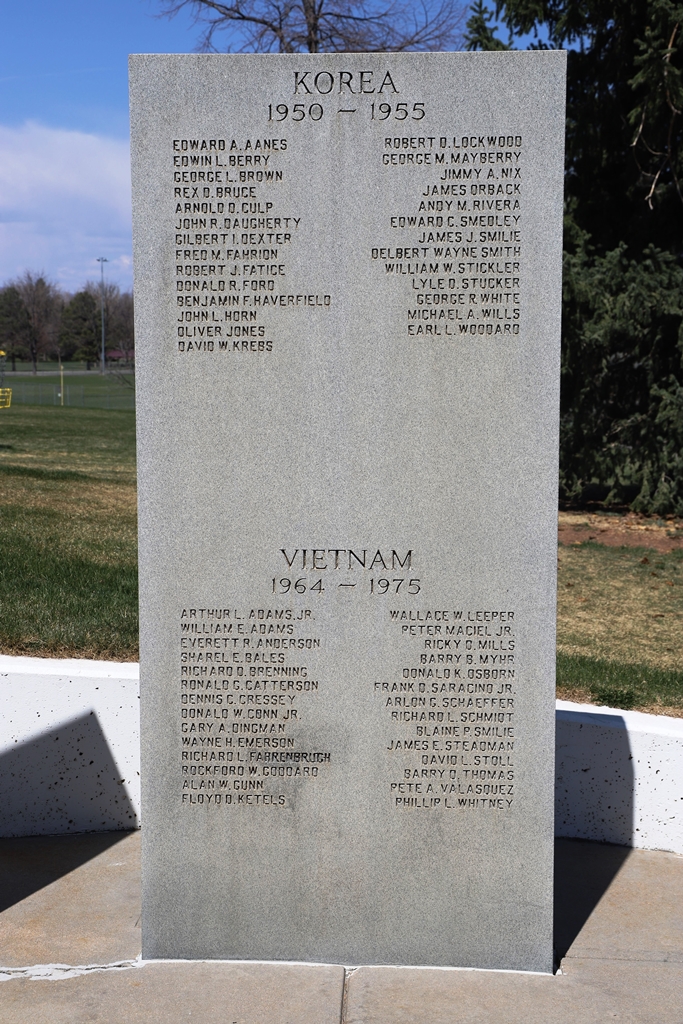 KOREA
1950 – 1955
EDWARD A. AANES
EDWIN L. BERRY
GEORGE L. BROWN
REX D. BRUCE
ARNOLD D. CULP
JOHN R. DAUGHERTY
GILBERT I. DEXTER
FRED M. FAHRION
ROBERT J. FATICE
DONALD R. FORD
BENJAMIN F. HAVERFIELD
JOHN L. HORN
OLIVER JONES
DAVID W. KREBS
ROBERT D. LOCKWOOD
GEORGE M. MAYBERRY
JIMMY A. NIX
JAMES ORBACK
ANDY M. RIVERA
EDWARD C. SMEDLEY
JAMES J. SMILIE
DELBERT WAYNE SMITH
WILLIAM W. STICKLER
LYLE D. STUCKER
GEORGE R. WHITE
MICHAEL A. WILLS
EARL L. WOODARD
VIETNAM
1964 – 1975
ARTHUR L. ADAMS, JR.
WILLIAM E. ADAMS
EVERETT R. ANDERSON
SHAREL E. BALES
RICHARD D. BRENNING
RONALD G. CATTERSON
DENNIS C. CRESSEY
DONALD W. CONN JR.
GARY A. DINGMAN
WAYNE H. EMERSON
RICHARD L. FAHRENBRUCH
ROCKFORD W. GODDARD
ALAN W. GUNN
FLOYD D. KETELS
WALLACE W. LEEPER
PETER MACIEL JR.
RICKY D. MILLS
BARRY B. MYHR
DONALD K. OSBORN
FRANK D. SARACINO JR.
ARLON C. SCHAEFFER
RICHARD L. SCHMIDT
BLAINE P. SMILIE
JAMES E. STEADMAN
DAVID L. STOLL
BARRY D. THOMAS
PETE A. VALASQUEZ
PHILLIP L. WHITNEY